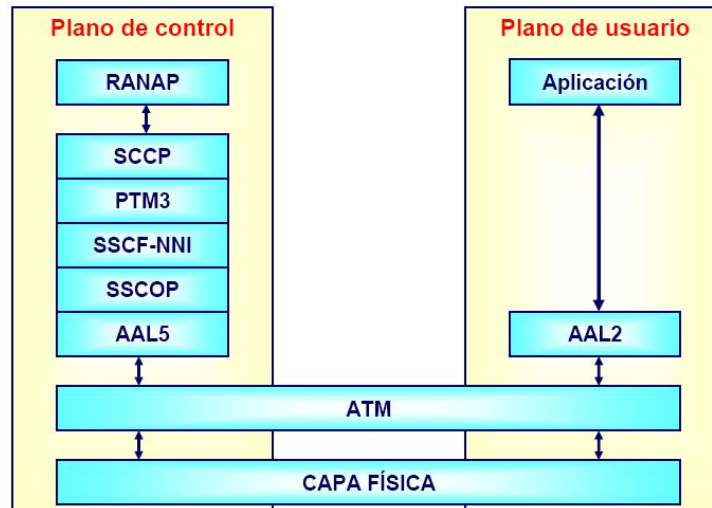 Plano de control
RANAP
SCCP
PTM3
SSCF-NNI
SSCOP
AAL5
Plano de usuario
Aplicación
AAL2
ATM
CAPA FÍSICA